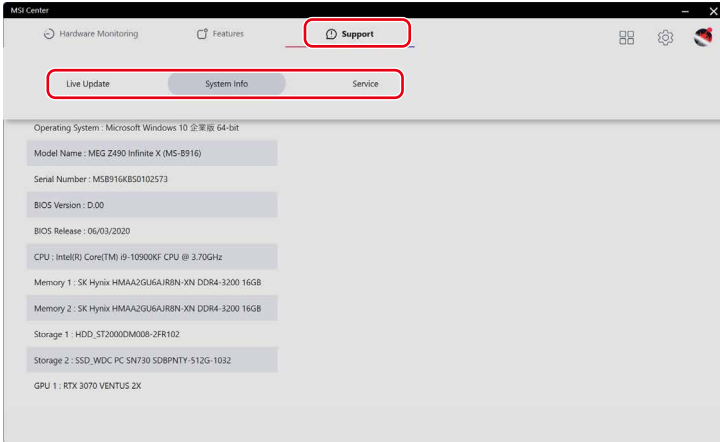 MSI Center
Hardware Monitoring
Features
Support
Live Update
System Info
Service
Operating System : Microsoft Windows 10 企業版 64-bit
Model Name : MEG Z490 Infinite X (MS-B916)
Serial Number : MSB916KBS0102573
BIOS Version : D.00
BIOS Release : 06/03/2020
CPU : Intel(R) Core(TM) i9-10900KF CPU @ 3.70GHz
Memory 1 : SK Hynix HMAA2GU6AJR8N-XN DDR4-3200 16GB
Memory 2 : SK Hynix HMAA2GU6AJR8N-XN DDR4-3200 16GB
Storage 1 : HDD_ST2000DM008-2FR102
Storage 2 : SSD_WDC PC SN730 SDBPNTY-512G-1032
GPU 1 : RTX 3070 VENTUS 2X